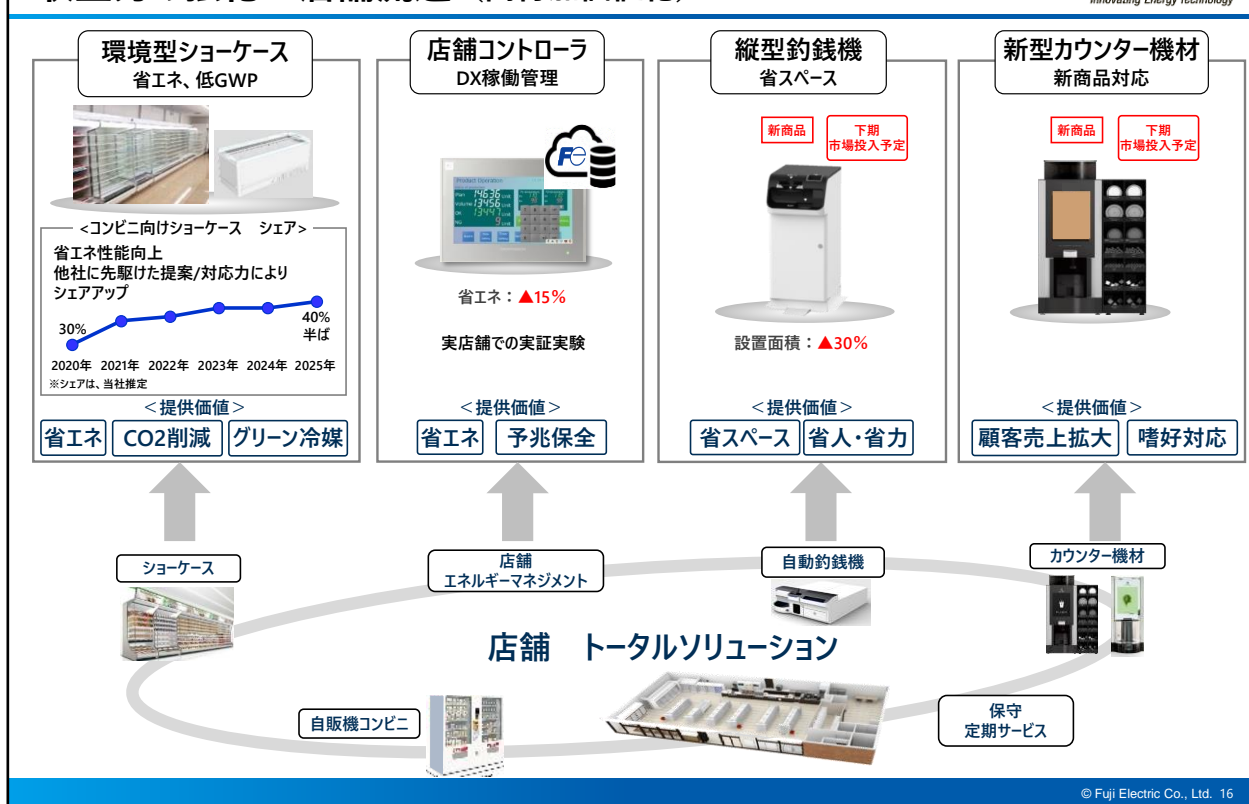 Innovating Energy Technology
環境型ショーケース
省エネ、低GWP
<コンビニ向けショーケース シェア>
省エネ性能向上
他社に先駆けた提案/対応力により
シェアアップ
30%
40%
半ば
2020年 2021年 2022年 2023年 2024年 2025年
※シェアは、当社推定
<提供価値>
省エネ CO2削減 グリーン冷媒
店舗コントローラ
DX稼働管理
Fe
Product Operation
省エネ:▲15%
実店舗での実証実験
<提供価値>
省エネ 予兆保全
縦型釣銭機
省スペース
新商品
下期
市場投入予定
設置面積:▲30%
<提供価値>
省スペース 省人・省力
新型カウンター機材
新商品対応
新商品
下期
市場投入予定
<提供価値>
顧客売上拡大 嗜好対応
ショーケース
店舗
エネルギーマネジメント
自動釣銭機
カウンター機材
店舗 トータルソリューション
自販機コンビニ
保守
定期サービス
© Fuji Electric Co., Ltd. 16